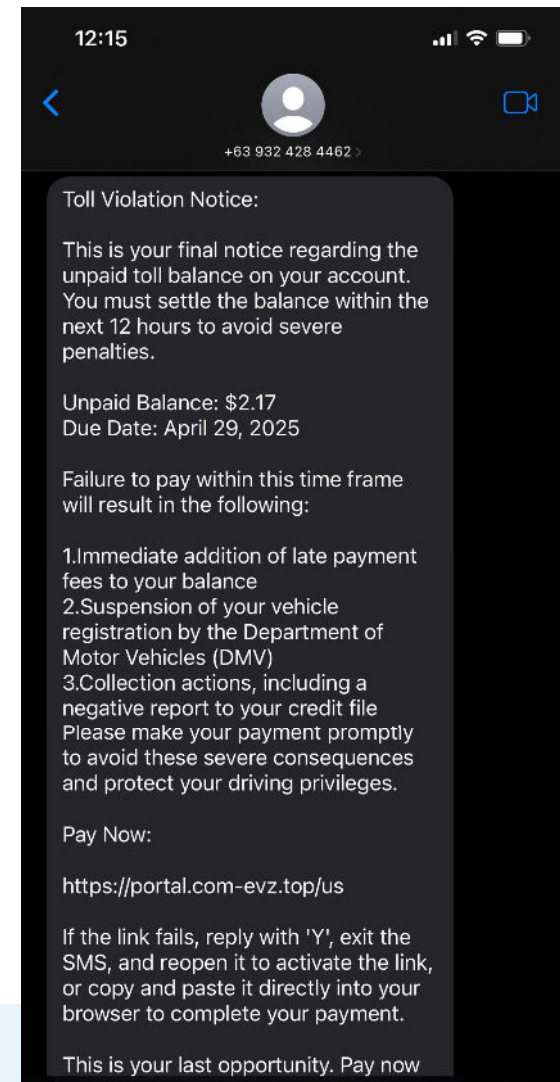 12:15
+63 932 428 4462
Toll Violation Notice:
This is your final notice regarding the
unpaid toll balance on your account.
You must settle the balance within the
next 12 hours to avoid severe
penalties.
Unpaid Balance: $2.17
Due Date: April 29, 2025
Failure to pay within this time frame
will result in the following:
1.Immediate addition of late payment
fees to your balance
2.Suspension of your vehicle
registration by the Department of
Motor Vehicles (DMV)
3.Collection actions, including a
negative report to your credit file
Please make your payment promptly
to avoid these severe consequences
and protect your driving privileges.
Pay Now:
https://portal.com-evz.top/us
If the link fails, reply with 'Y', exit the
SMS, and reopen it to activate the link,
or copy and paste it directly into your
browser to complete your payment.
This is your last opportunity. Pay now